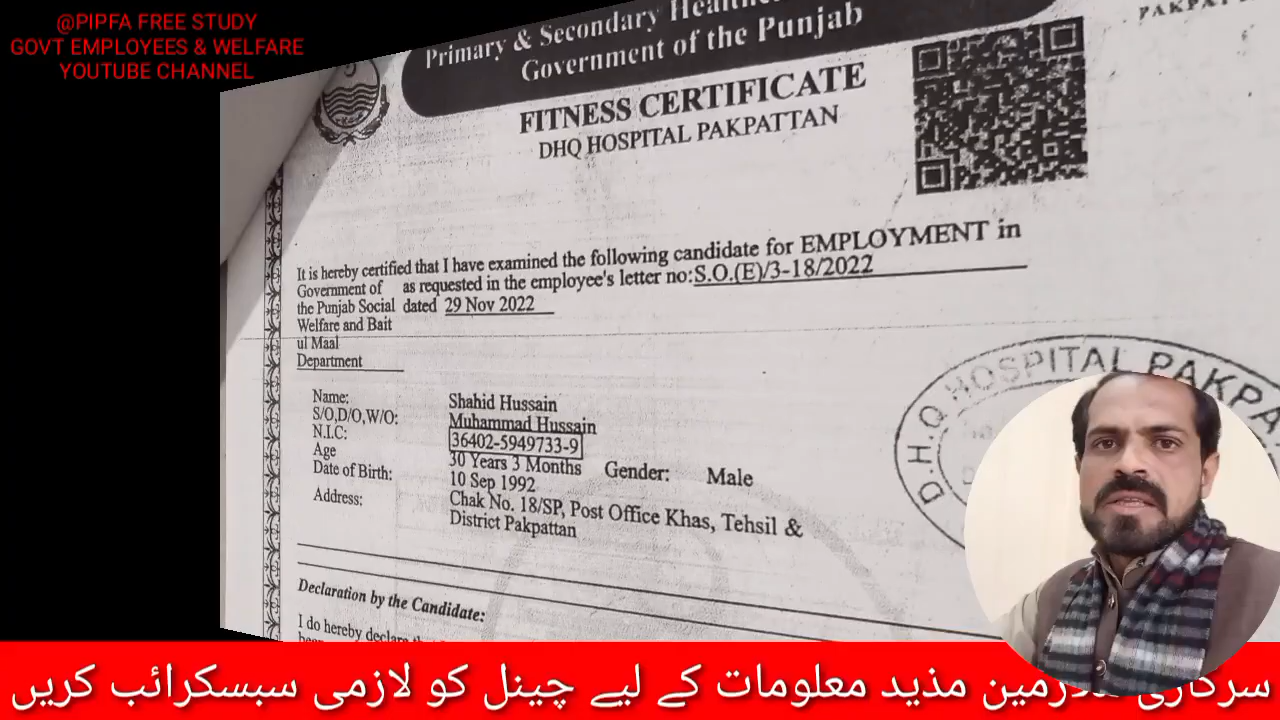 @PIPFA FREE STUDY
GOVT EMPLOYEES & WELFARE
YOUTUBE CHANNEL
Primary & Secondary
Government of the Punjab
FITNESS CERTIFICATE
DHQ HOSPITAL PAKPATTAN
It is hereby certified that I have examined the following candidate for EMPLOYMENT in
Government of as requested in the employee's letter no: S.O.(E)/3-18/2022
the Punjab Social dated 29 Nov 2022
Welfare and Bait
ul Maal
Department
Name: Shahid Hussain
S/O,D/O,W/O: Muhammad Hussain
N.I.C: 36402-5949733-9
Age 30 Years 3 Months Gender: Male
Date of Birth: 10 Sep 1992
Address: Chak No. 18/SP, Post Office Khas, Tehsil &
District Pakpattan
D.H.Q HOSPITAL
Declaration by the Candidate:
I do hereby declare
مذید معلومات کے لیے چینل کو لازمی سبسکرائب کریں